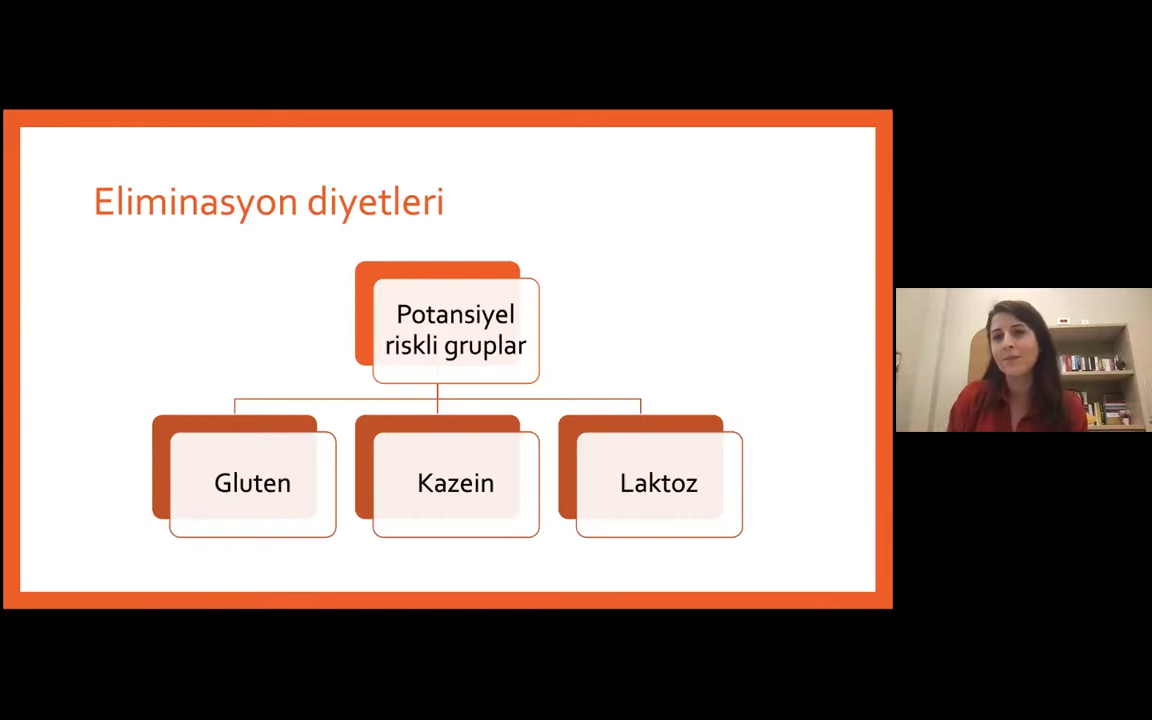 Eliminasyon diyetleri
Potansiyel
riskli gruplar
Gluten
Kazein
Laktoz